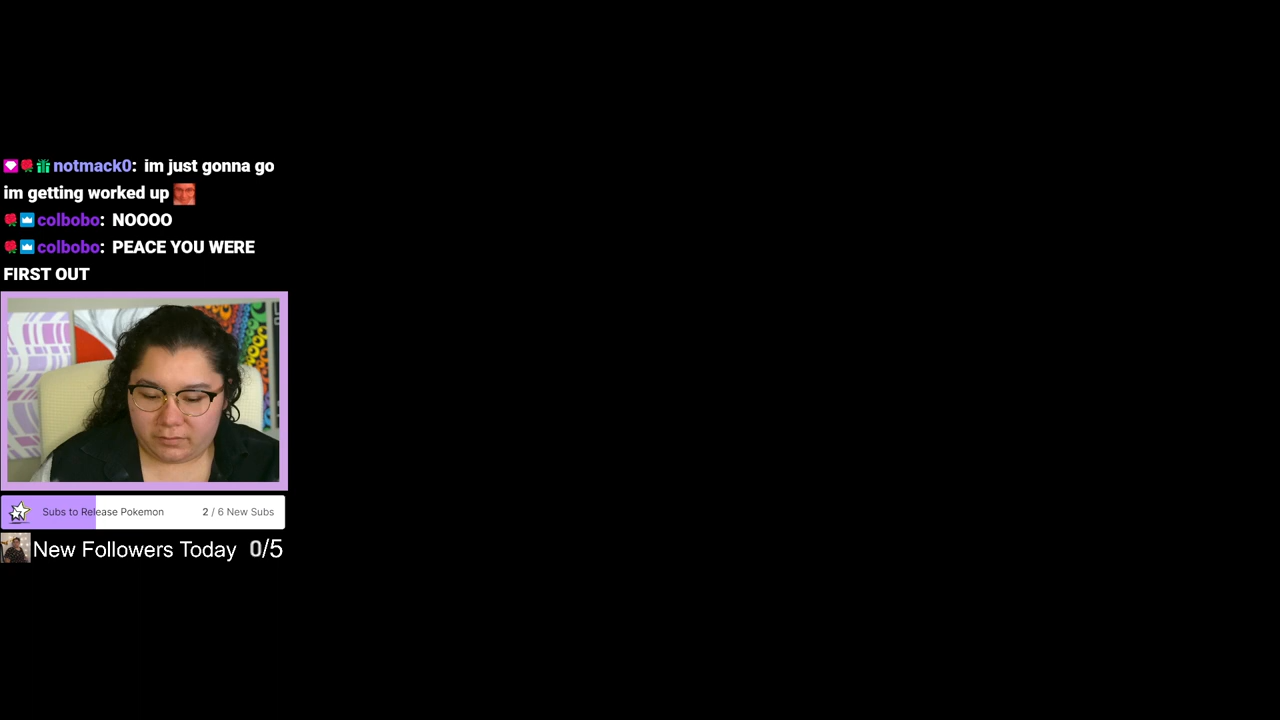 notmack0: im just gonna go
im getting worked up
colbobo: NOOOO
colbobo: PEACE YOU WERE
FIRST OUT
Subs to Release Pokemon 2 / 6 New Subs
New Followers Today 0/5